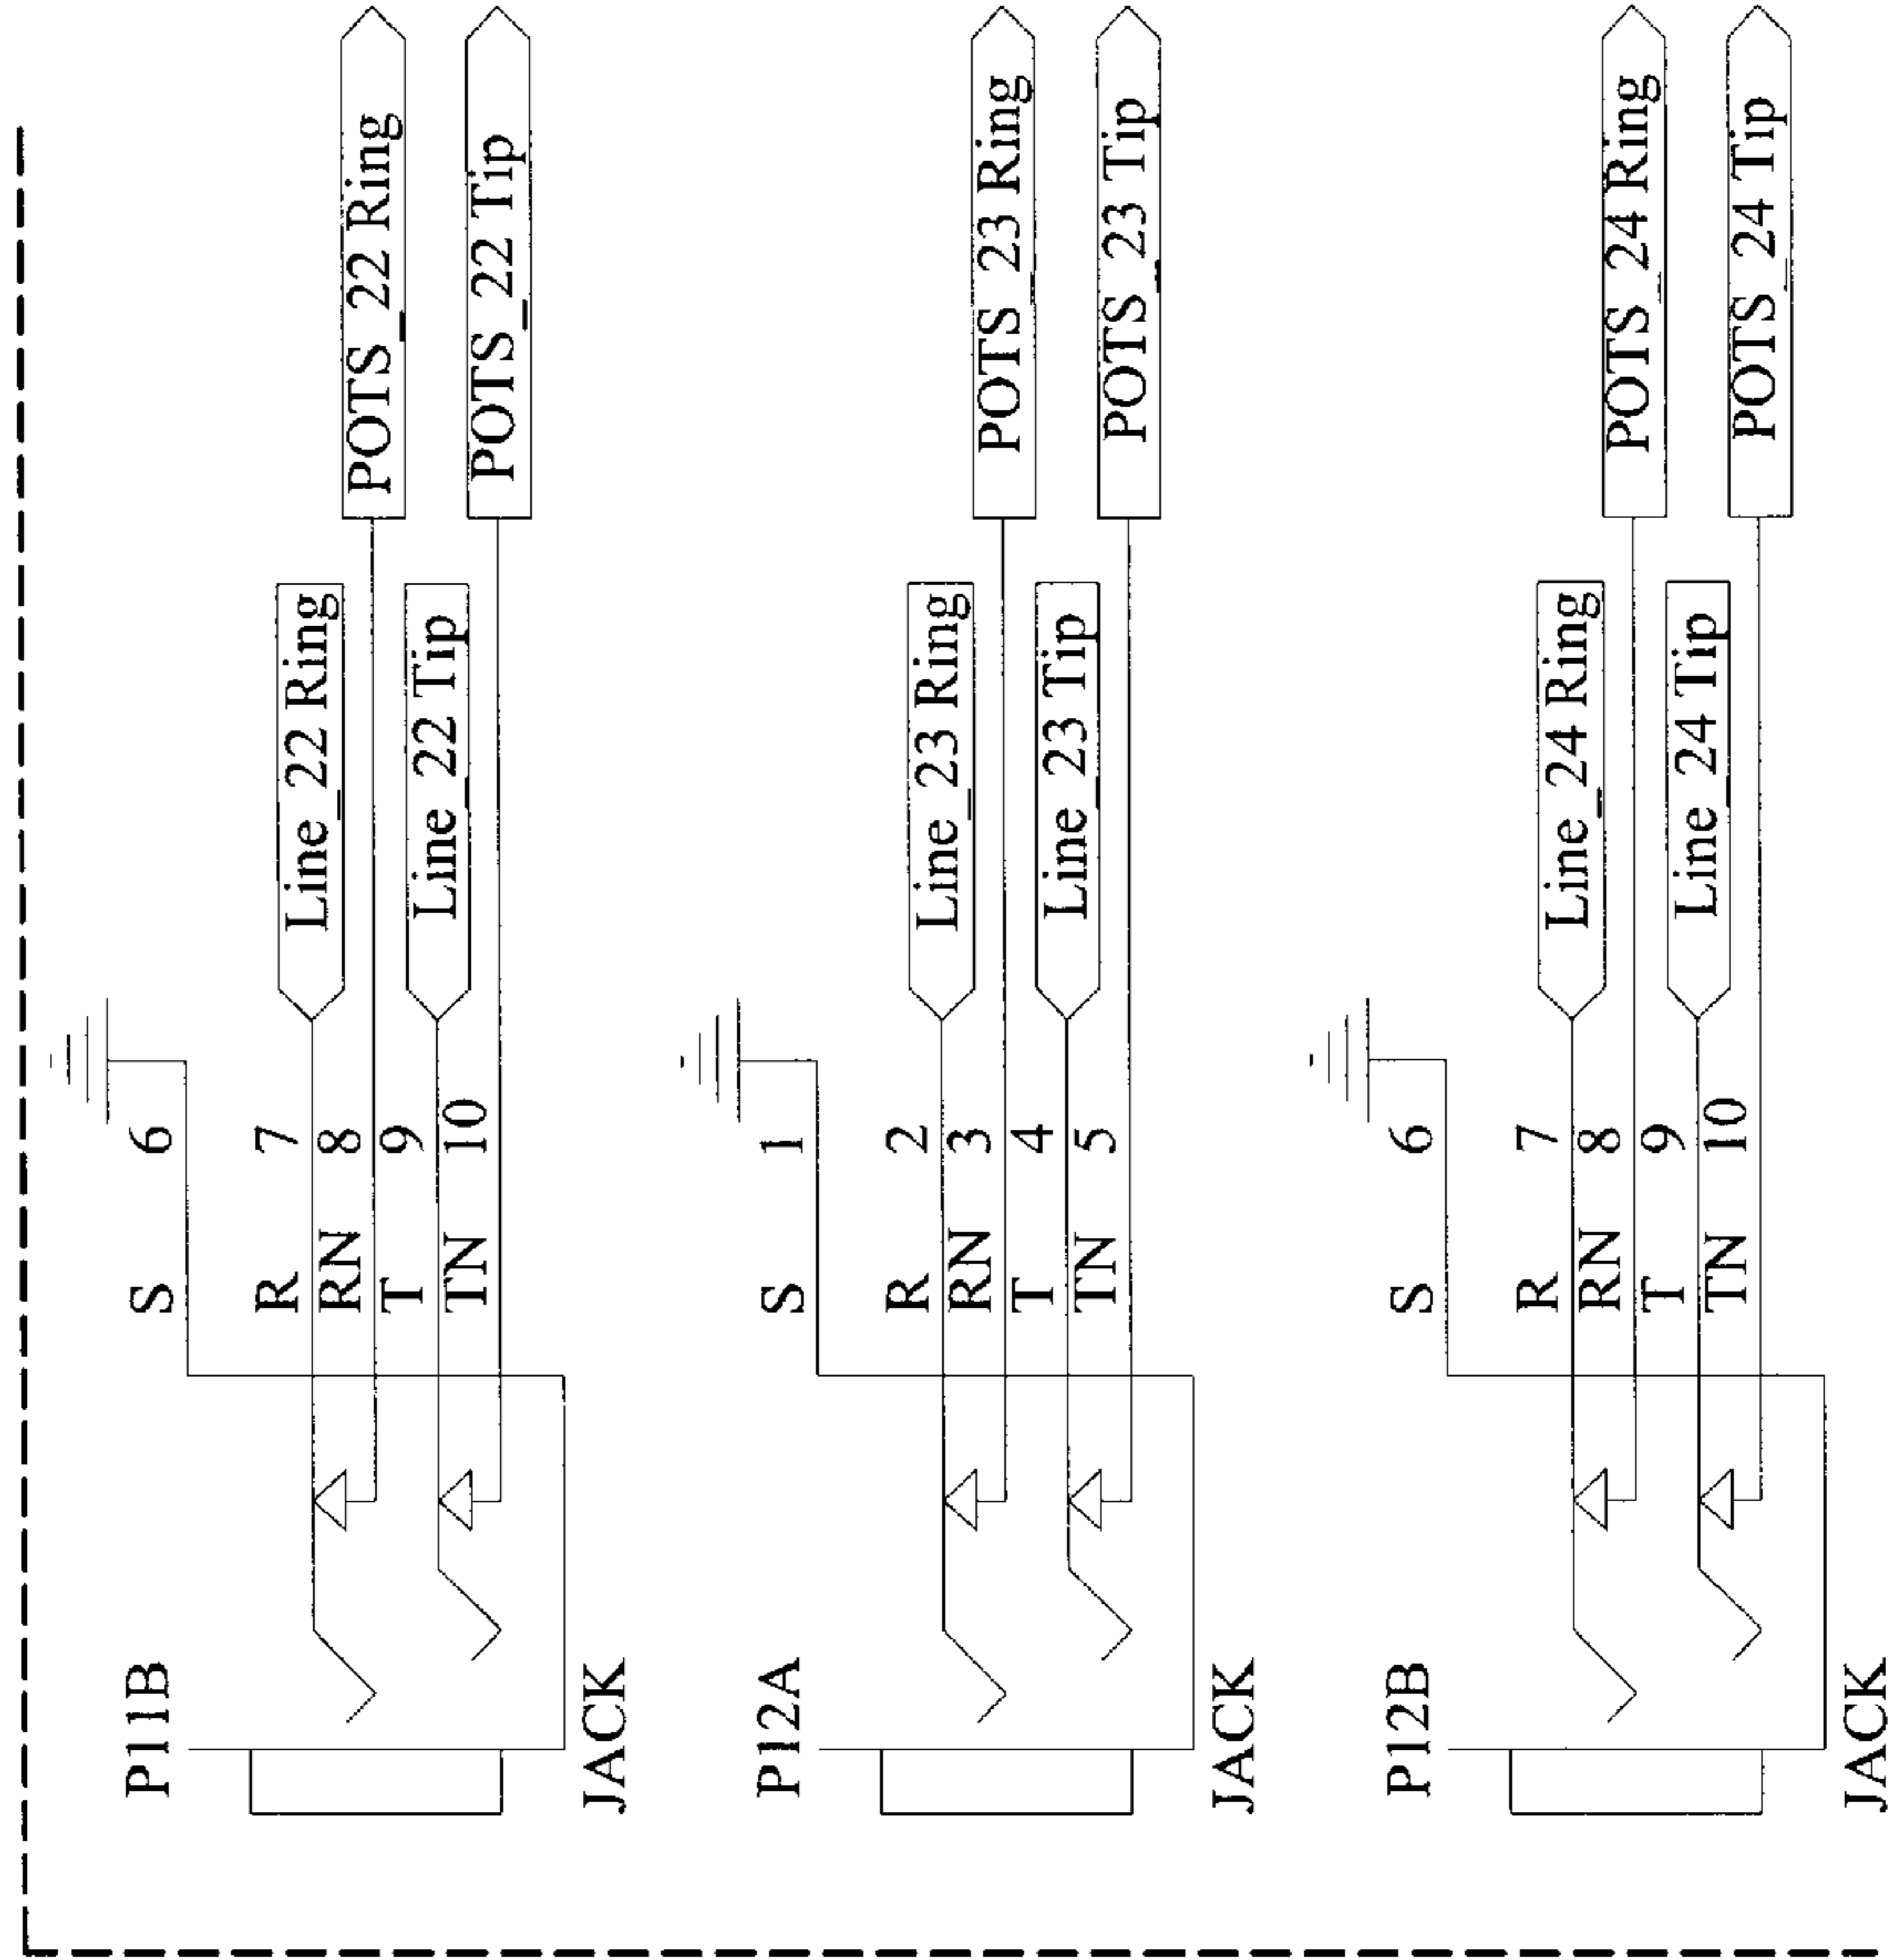 P11B
S 6
R 7
RN 8
T 9
TN 10
Line_22 Ring
POTS_22 Ring
Line_22 Tip
POTS_22 Tip
JACK
P12A
S 1
R 2
RN 3
T 4
TN 5
Line_23 Ring
POTS_23 Ring
Line_23 Tip
POTS_23 Tip
JACK
P12B
S 6
R 7
RN 8
T 9
TN 10
Line_24 Ring
POTS_24 Ring
Line_24 Tip
POTS_24 Tip
JACK